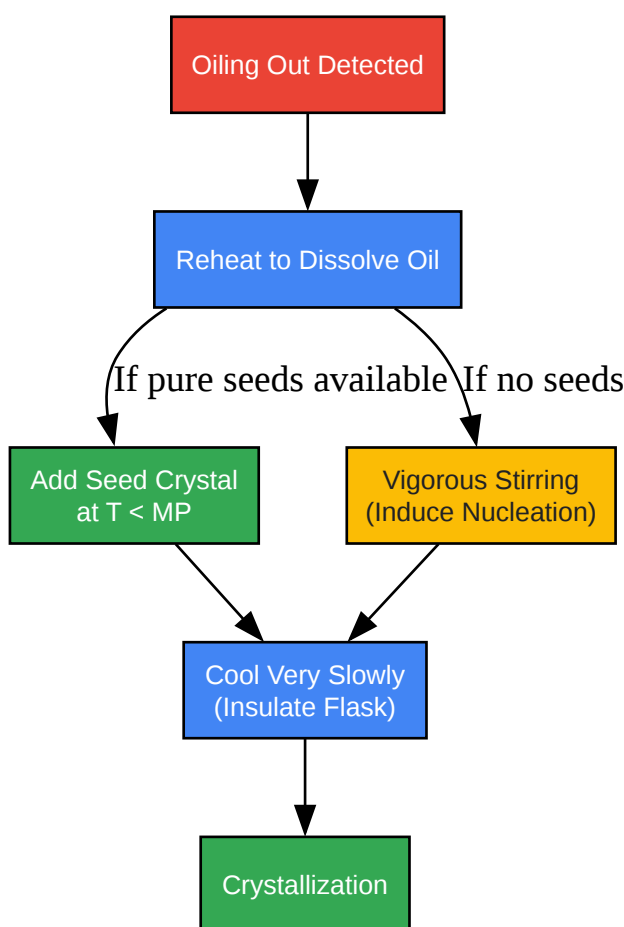 Oiling Out Detected
Reheat to Dissolve Oil
If pure seeds available
If no seeds
Add Seed Crystal
at T < MP
Vigorous Stirring
(Induce Nucleation)
Cool Very Slowly
(Insulate Flask)
Crystallization